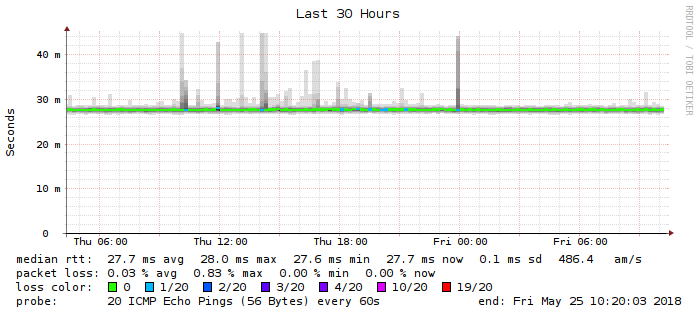 Last 30 Hours
RRDTOOL / TOBI OETIKER
Seconds
40 m
30 m
20 m
10 m
0
Thu 06:00 Thu 12:00 Thu 18:00 Fri 00:00 Fri 06:00
median rtt: 27.7 ms avg 28.0 ms max 27.6 ms min 27.7 ms now 0.1 ms sd 486.4 am/s
packet loss: 0.03 % avg 0.83 % max 0.00 % min 0.00 % now
loss color: 0 1/20 2/20 3/20 4/20 10/20 19/20
probe: 20 ICMP Echo Pings (56 Bytes) every 60s end: Fri May 25 10:20:03 2018